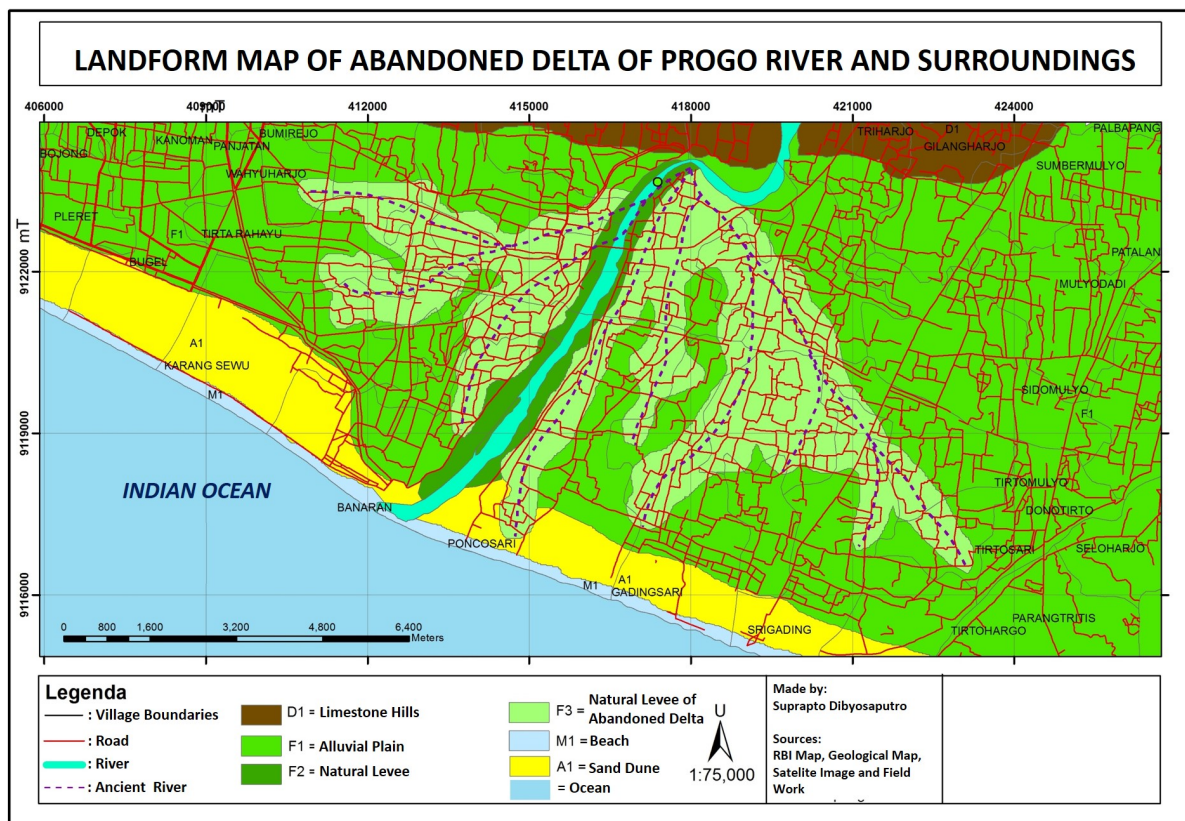 LANDFORM MAP OF ABANDONED DELTA OF PROGO RIVER AND SURROUNDINGS
406000 409000 412000 415000 418000 421000 424000
mT
DEPOK
KANOMAN
BUMIREJO
PANJATAN
BOJONG
WAHYUHARJO
PLERET
F1
TIRTA RAHAYU
BUGEL
TRIHARJO
D1
PALBAPANG
GILANGHARJO
SUMBERMULYO
PATALAN
MULYODADI
9122000 mT
A1
KARANG SEWU
M1
SIDOMULYO
F1
9119000
INDIAN OCEAN
BANARAN
TIRTOMULYO
DONOTIRTO
PONCOSARI
TIRTOSARI
SELOHARJO
M1
A1
GADINGSARI
9116000
SRIGADING
PARANGTRITIS
TIRTOHARGO
0 800 1,600 3,200 4,800 6,400
Meters
Legenda
: Village Boundaries
: Road
: River
: Ancient River
D1 = Limestone Hills
F1 = Alluvial Plain
F2 = Natural Levee
F3 = Natural Levee of
Abandoned Delta
M1 = Beach
A1 = Sand Dune
= Ocean
U
1:75,000
Made by:
Suprapto Dibyosaputro
Sources:
RBI Map, Geological Map,
Satelite Image and Field
Work